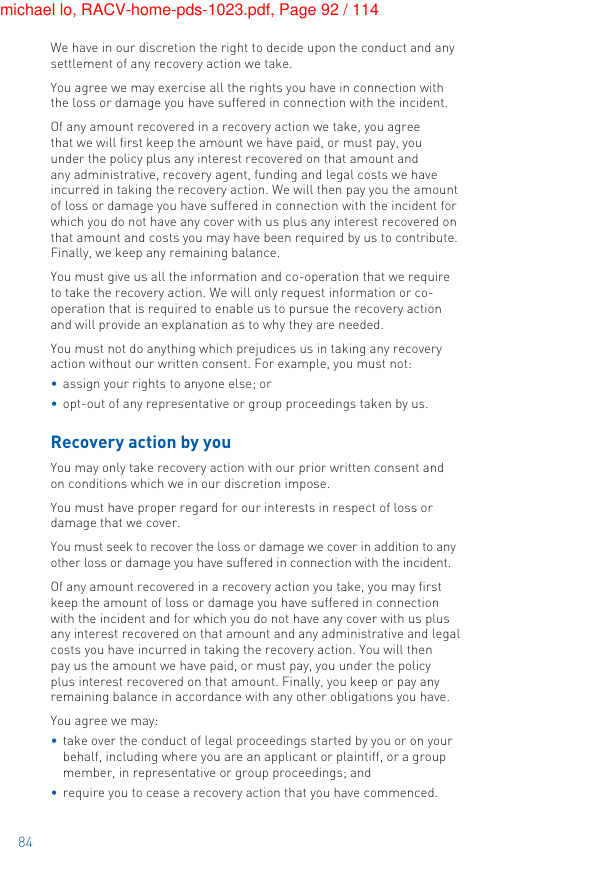 michael lo, RACV-home-pds-1023.pdf, Page 92 / 114
We have in our discretion the right to decide upon the conduct and any
settlement of any recovery action we take.
You agree we may exercise all the rights you have in connection with
the loss or damage you have suffered in connection with the incident.
Of any amount recovered in a recovery action we take, you agree
that we will first keep the amount we have paid, or must pay, you
under the policy plus any interest recovered on that amount and
any administrative, recovery agent, funding and legal costs we have
incurred in taking the recovery action. We will then pay you the amount
of loss or damage you have suffered in connection with the incident for
which you do not have any cover with us plus any interest recovered on
that amount and costs you may have been required by us to contribute.
Finally, we keep any remaining balance.
You must give us all the information and co-operation that we require
to take the recovery action. We will only request information or co-
operation that is required to enable us to pursue the recovery action
and will provide an explanation as to why they are needed.
You must not do anything which prejudices us in taking any recovery
action without our written consent. For example, you must not:
• assign your rights to anyone else; or
• opt-out of any representative or group proceedings taken by us.
Recovery action by you
You may only take recovery action with our prior written consent and
on conditions which we in our discretion impose.
You must have proper regard for our interests in respect of loss or
damage that we cover.
You must seek to recover the loss or damage we cover in addition to any
other loss or damage you have suffered in connection with the incident.
Of any amount recovered in a recovery action you take, you may first
keep the amount of loss or damage you have suffered in connection
with the incident and for which you do not have any cover with us plus
any interest recovered on that amount and any administrative and legal
costs you have incurred in taking the recovery action. You will then
pay us the amount we have paid, or must pay, you under the policy
plus interest recovered on that amount. Finally, you keep or pay any
remaining balance in accordance with any other obligations you have.
You agree we may:
• take over the conduct of legal proceedings started by you or on your
behalf, including where you are an applicant or plaintiff, or a group
member, in representative or group proceedings; and
• require you to cease a recovery action that you have commenced.
84